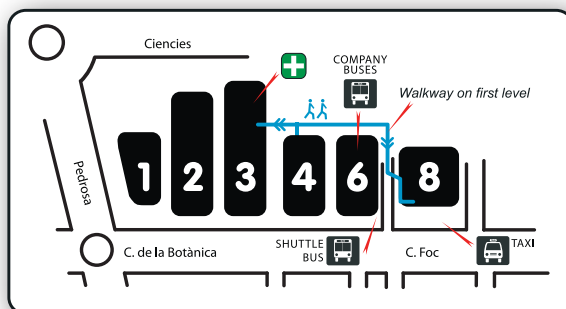 Ciencies
COMPANY
BUSES
Walkway on first level
1
2
3
4
6
8
Pedrosa
C. de la Botànica
SHUTTLE
BUS
C. Foc
TAXI